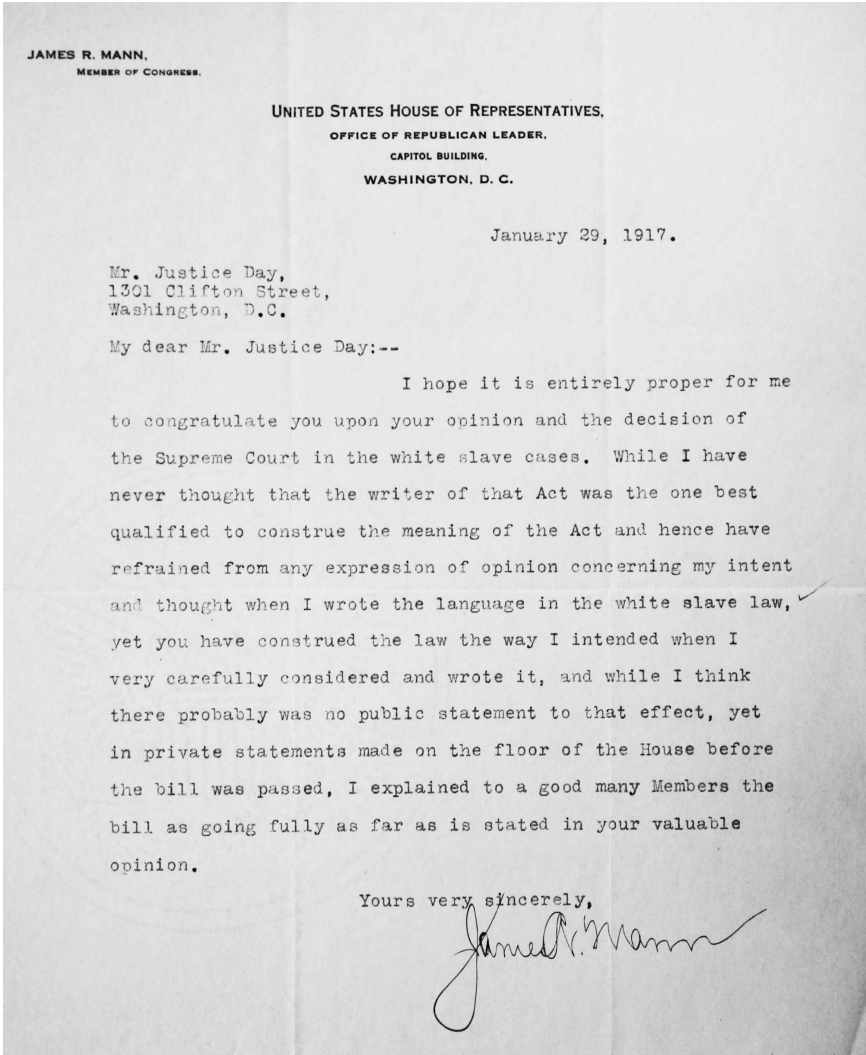 JAMES R. MANN,
MEMBER OF CONGRESS.
UNITED STATES HOUSE OF REPRESENTATIVES,
OFFICE OF REPUBLICAN LEADER,
CAPITOL BUILDING,
WASHINGTON, D. C.
January 29, 1917.
Mr. Justice Day,
1301 Clifton Street,
Washington, D.C.
My dear Mr. Justice Day:--
I hope it is entirely proper for me
to congratulate you upon your opinion and the decision of
the Supreme Court in the white slave cases. While I have
never thought that the writer of that Act was the one best
qualified to construe the meaning of the Act and hence have
refrained from any expression of opinion concerning my intent
and thought when I wrote the language in the white slave law,
yet you have construed the law the way I intended when I
very carefully considered and wrote it, and while I think
there probably was no public statement to that effect, yet
in private statements made on the floor of the House before
the bill was passed, I explained to a good many Members the
bill as going fully as far as is stated in your valuable
opinion.
Yours very sincerely,
James R. Mann